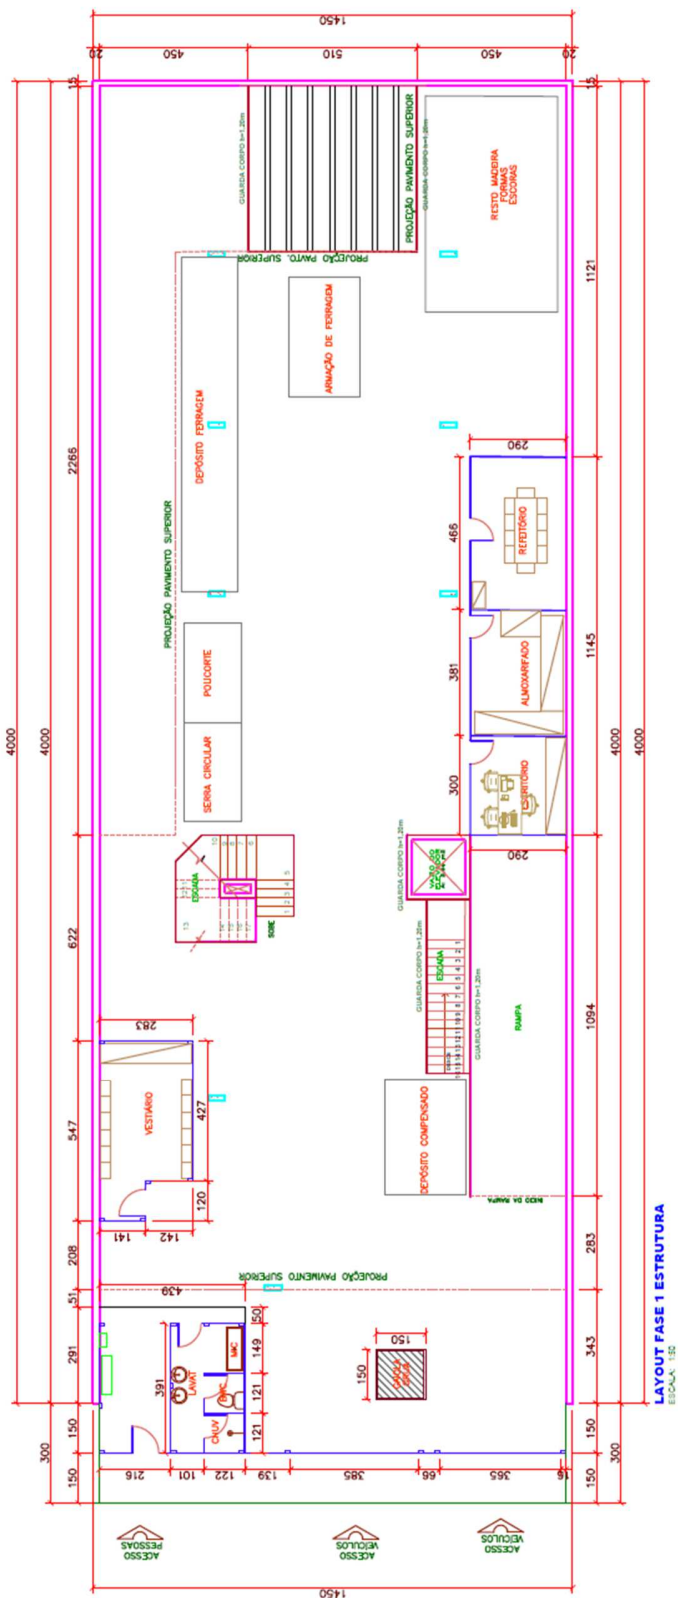 1450
20
450
510
450
20
15
15
GUARDA CORPO h=1,20m
PROJEÇÃO PAVIMENTO SUPERIOR
GUARDA CORPO h=1,20m
RESTO MADEIRA
FORMAS
ESCORAS
PROJEÇÃO PAVTO. SUPERIOR
1121
DEPÓSITO FERRAGEM
ARMAÇÃO DE FERRAGEM
2266
290
PROJEÇÃO PAVIMENTO SUPERIOR
466
REFEITÓRIO
POLICORTE
381
ALMOXARIFADO
1145
4000
4000
4000
4000
SERRA CIRCULAR
300
ESCRITÓRIO
290
GUARDA CORPO h=1,20m
ESCADA
SOBE
622
GUARDA CORPO h=1,20m
ESCADA
GUARDA CORPO h=1,20m
RAMPA
1094
283
VESTIÁRIO
427
547
DEPÓSITO COMPENSADO
120
141
142
INICIO DA RAMPA
208
283
PROJEÇÃO PAVIMENTO SUPERIOR
439
51
50
291
391
LAVAT
149
343
150
150
121
CHUV
121
150
150
300
300
150
150
216
101
122
139
385
66
365
16
ACESSO
PESSOAS
ACESSO
VEÍCULOS
ACESSO
VEÍCULOS
1450
LAYOUT FASE 1 ESTRUTURA
ESCALA: 1:50